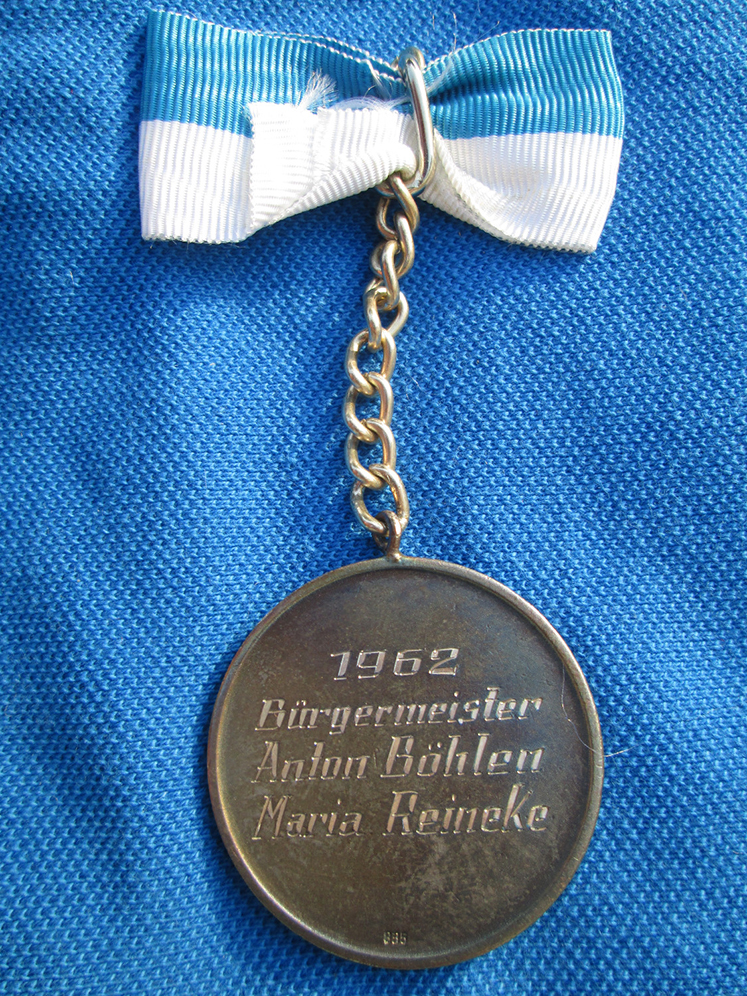 1962
Bürgermeister
Anton Böhlen
Maria Reineke
835